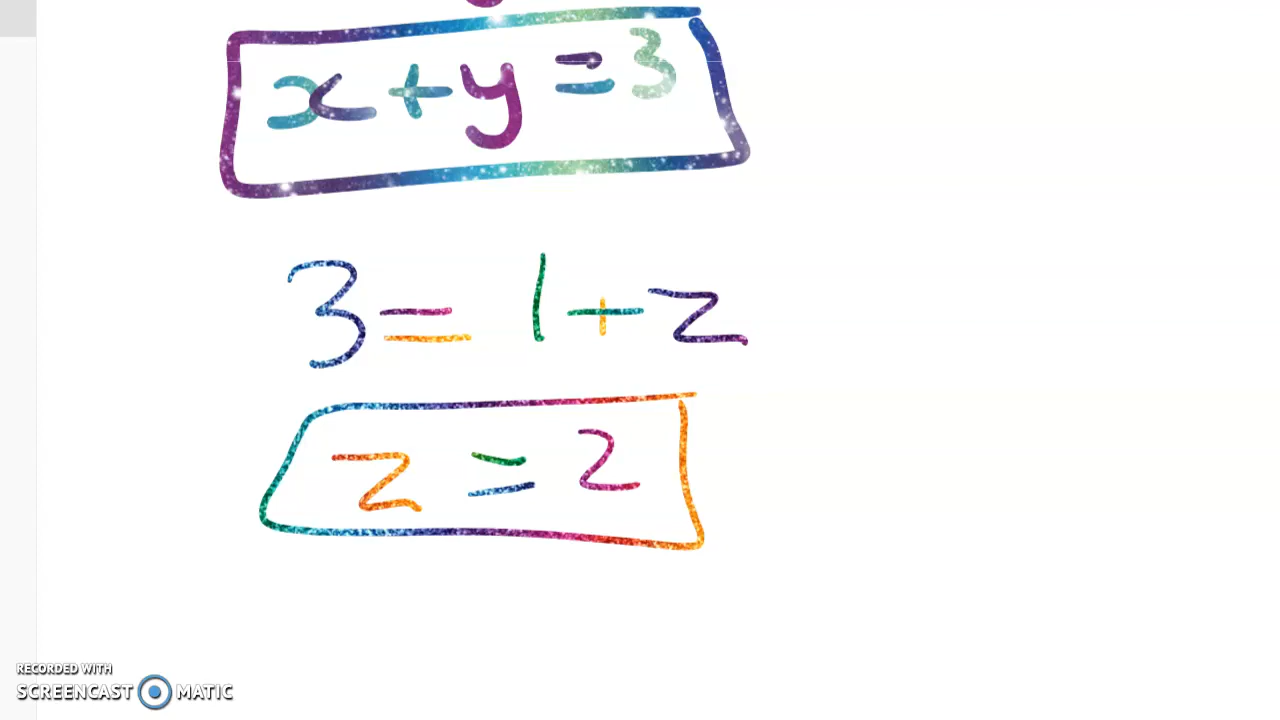 x+y=3
3=1+z
z=2
RECORDED WITH
SCREENCAST MATIC